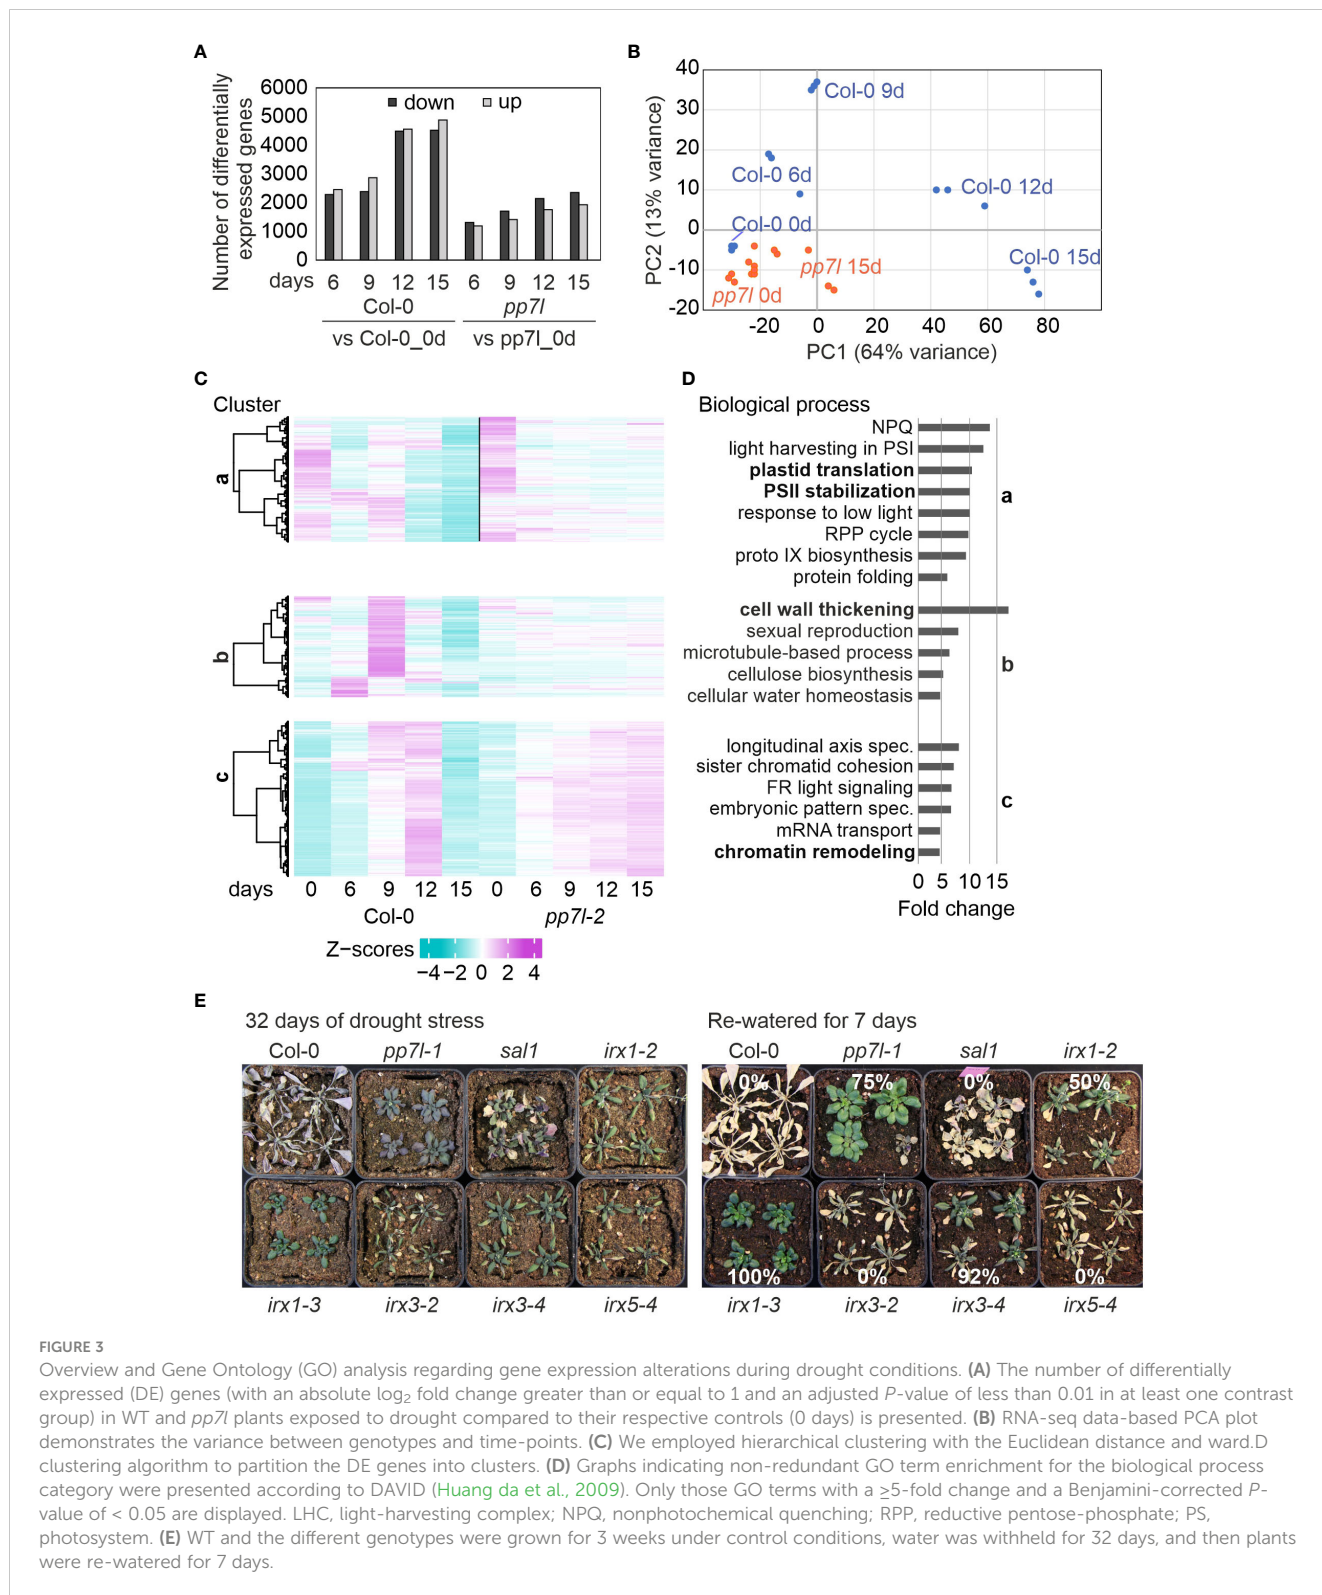 A
Number of differentially
expressed genes
6000
5000
4000
3000
2000
1000
0
down up
days 6 9 12 15 6 9 12 15
Col-0 pp7l
vs Col-0_0d vs pp7l_0d
B
PC2 (13% variance)
40
30
20
10
0
-10
-20
Col-0 9d
Col-0 6d
Col-0 12d
Col-0 0d
Col-0 15d
pp7l 15d
pp7l 0d
-20 0 20 40 60 80
PC1 (64% variance)
C
Cluster
a
b
c
days 0 6 9 12 15 0 6 9 12 15
Col-0 pp7l-2
Z−scores
−4 −2 0 2 4
D
Biological process
NPQ
light harvesting in PSI
plastid translation
PSII stabilization
response to low light
RPP cycle
proto IX biosynthesis
protein folding
a
cell wall thickening
sexual reproduction
microtubule-based process
cellulose biosynthesis
cellular water homeostasis
b
longitudinal axis spec.
sister chromatid cohesion
FR light signaling
embryonic pattern spec.
mRNA transport
chromatin remodeling
c
0 5 10 15
Fold change
E
32 days of drought stress
Col-0 pp7l-1 sal1 irx1-2
irx1-3 irx3-2 irx3-4 irx5-4
Re-watered for 7 days
Col-0 pp7l-1 sal1 irx1-2
0% 75% 0% 50%
100% 0% 92% 0%
irx1-3 irx3-2 irx3-4 irx5-4
FIGURE 3
Overview and Gene Ontology (GO) analysis regarding gene expression alterations during drought conditions. (A) The number of differentially
expressed (DE) genes (with an absolute log2 fold change greater than or equal to 1 and an adjusted P-value of less than 0.01 in at least one contrast
group) in WT and pp7l plants exposed to drought compared to their respective controls (0 days) is presented. (B) RNA-seq data-based PCA plot
demonstrates the variance between genotypes and time-points. (C) We employed hierarchical clustering with the Euclidean distance and ward.D
clustering algorithm to partition the DE genes into clusters. (D) Graphs indicating non-redundant GO term enrichment for the biological process
category were presented according to DAVID (Huang da et al., 2009). Only those GO terms with a ≥5-fold change and a Benjamini-corrected P-
value of < 0.05 are displayed. LHC, light-harvesting complex; NPQ, nonphotochemical quenching; RPP, reductive pentose-phosphate; PS,
photosystem. (E) WT and the different genotypes were grown for 3 weeks under control conditions, water was withheld for 32 days, and then plants
were re-watered for 7 days.